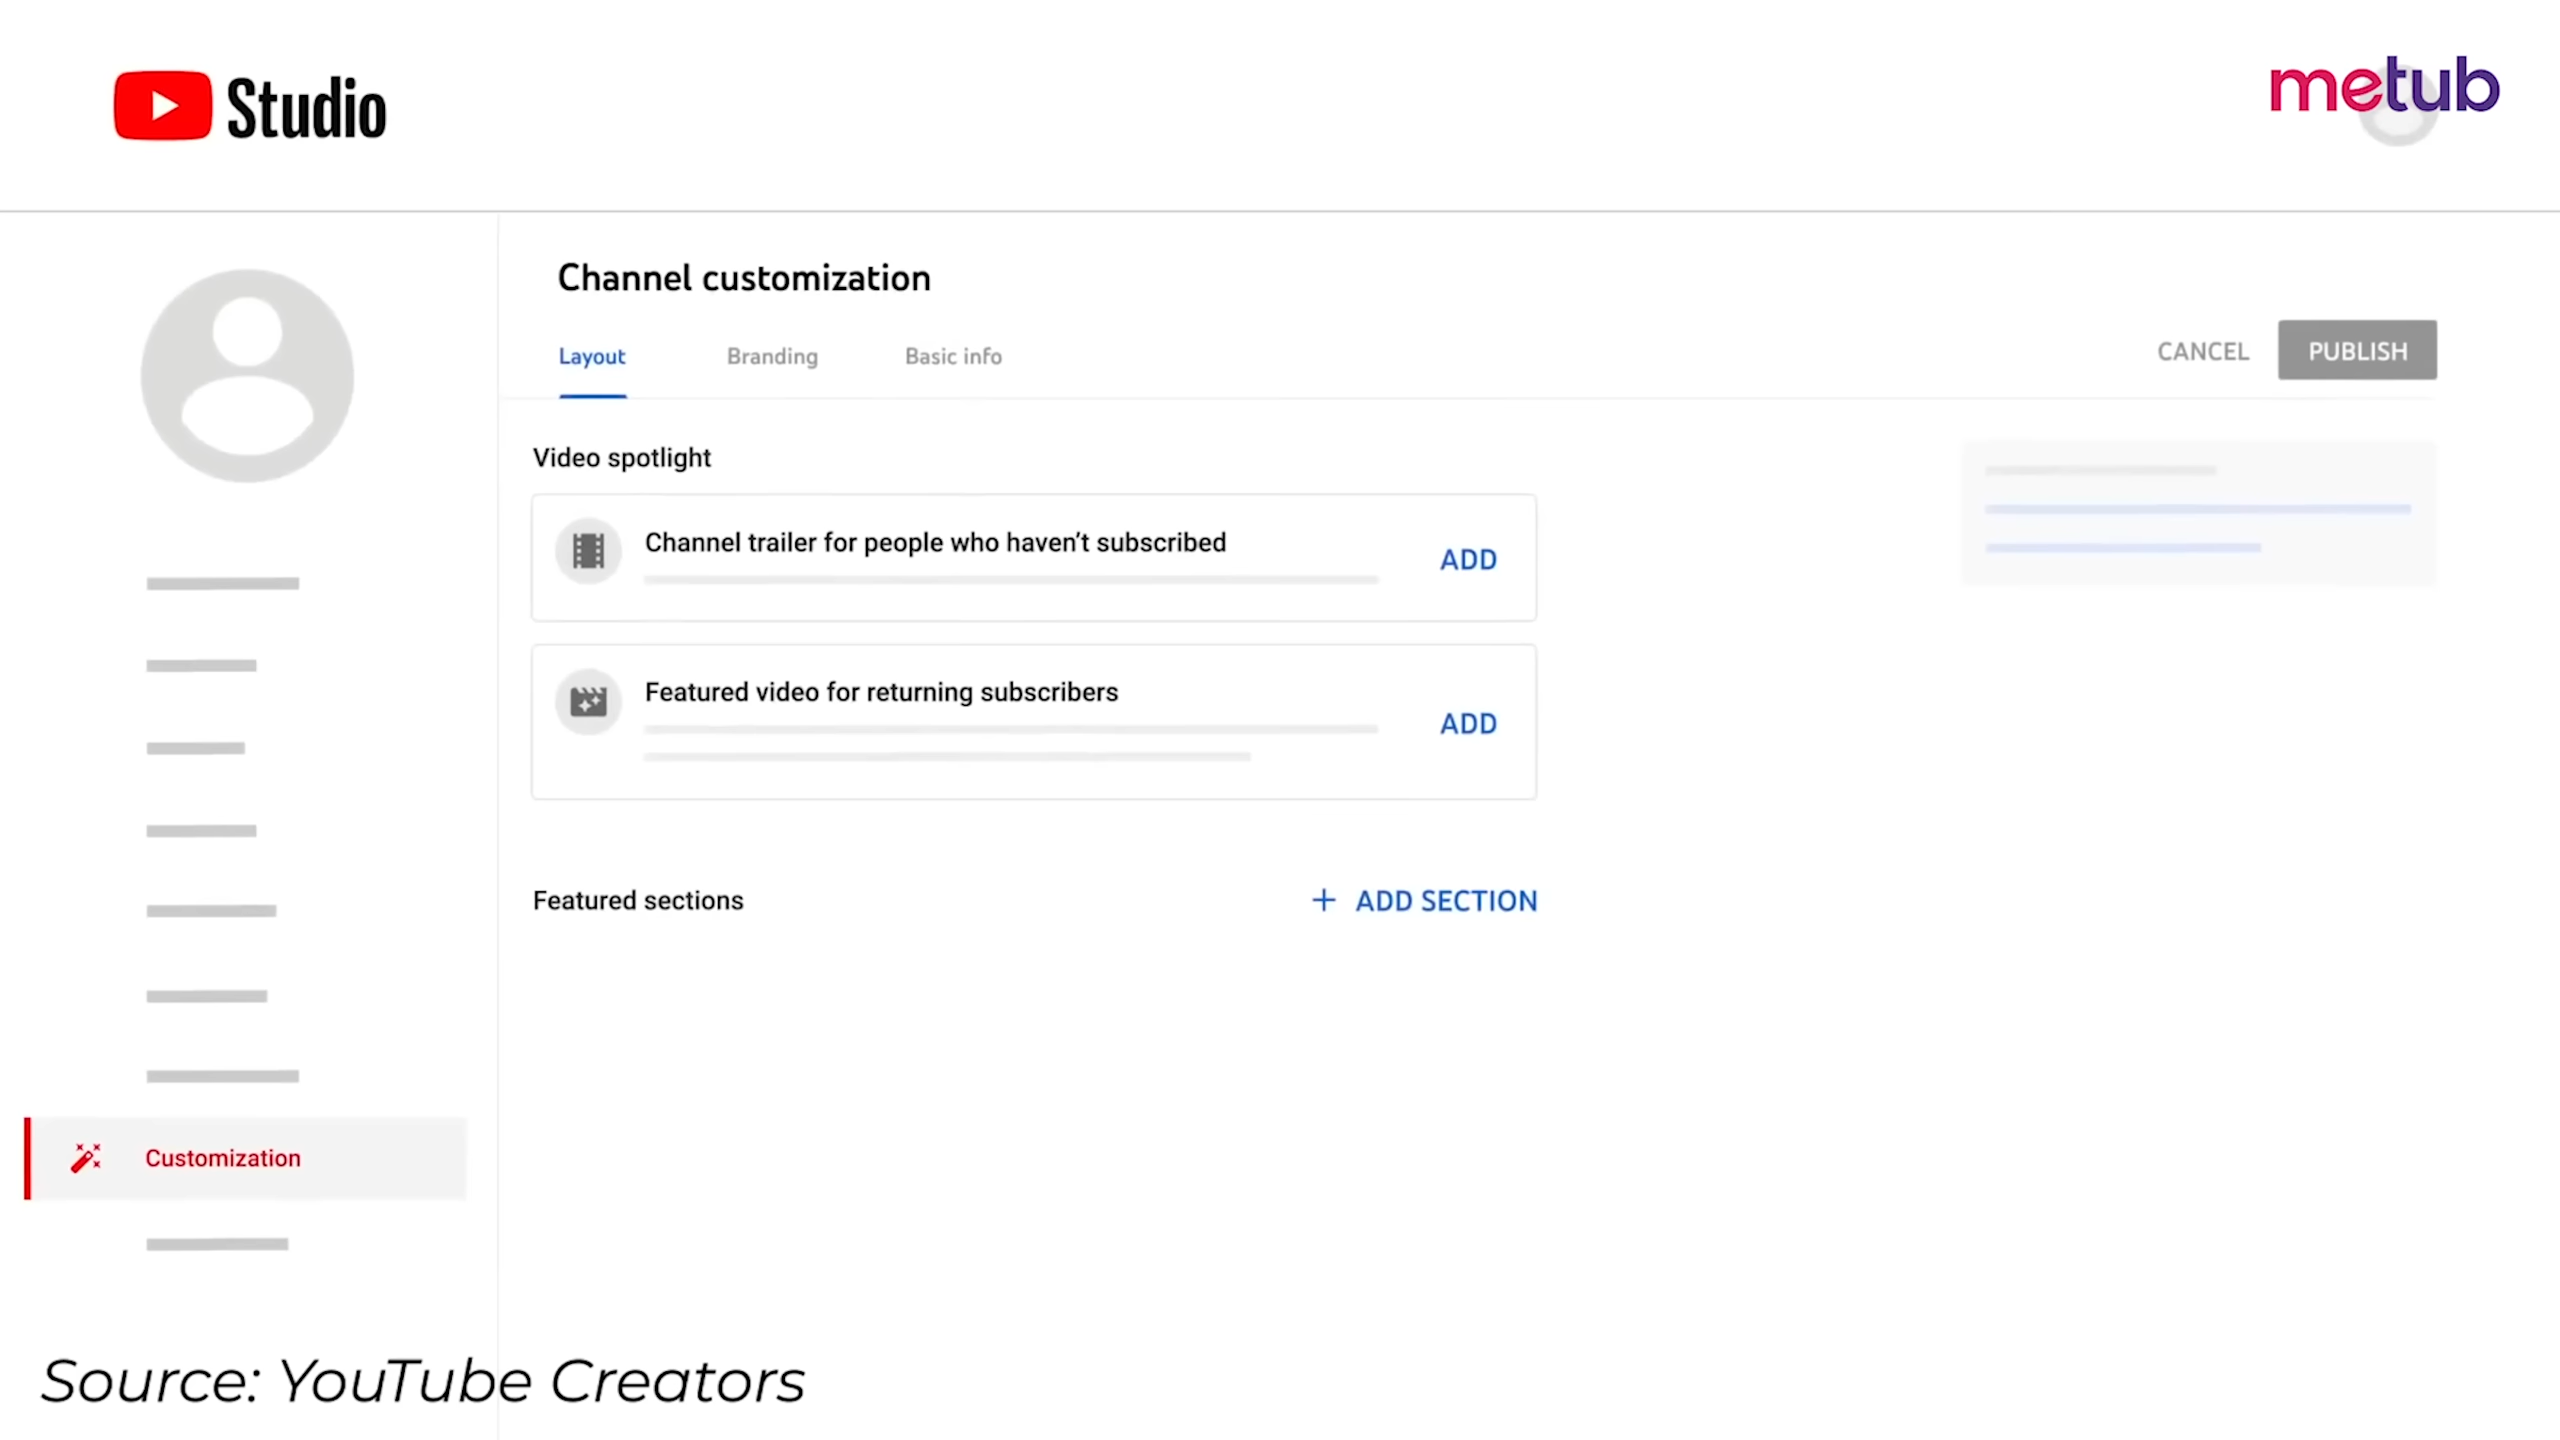 Studio
metub
Channel customization
Layout
Branding
Basic info
CANCEL
PUBLISH
Video spotlight
Channel trailer for people who haven’t subscribed
ADD
Featured video for returning subscribers
ADD
Featured sections
+ ADD SECTION
Customization
Source: YouTube Creators